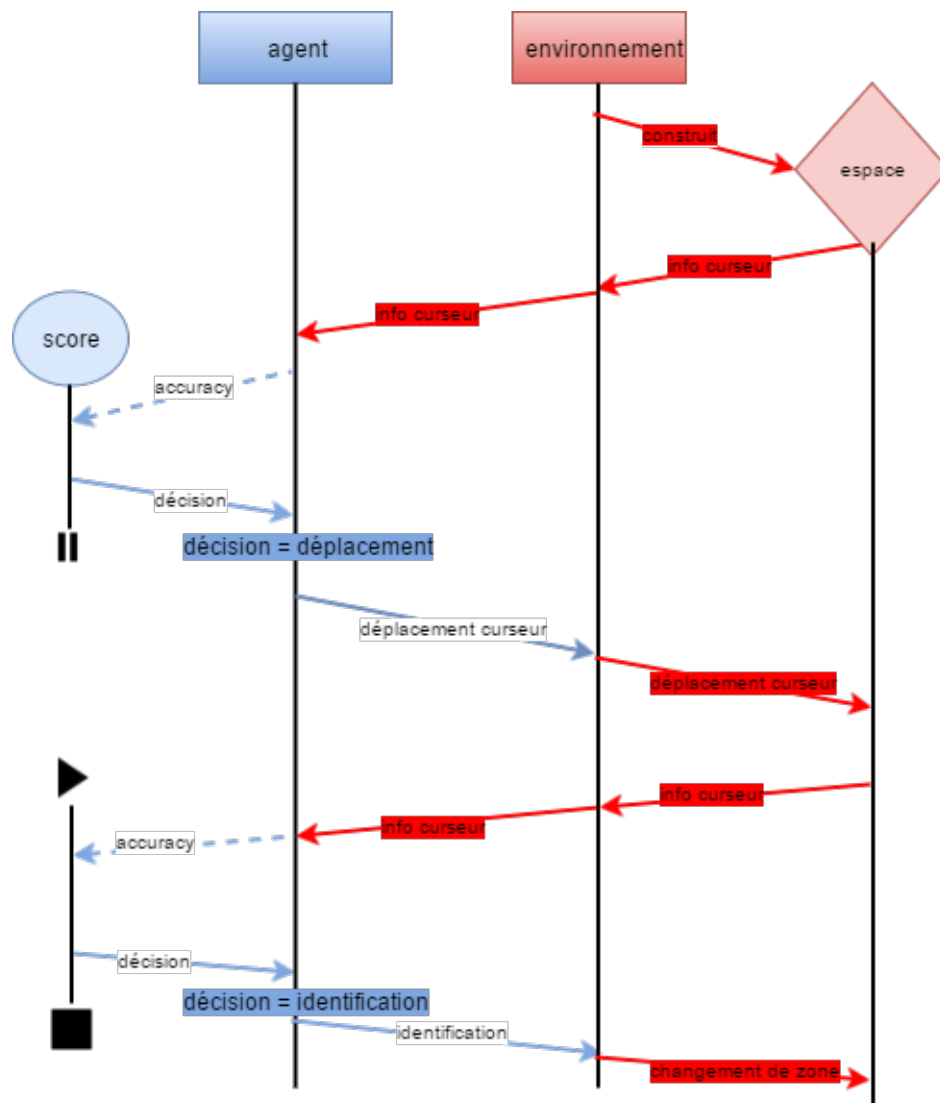 agent
environnement
construit
espace
info curseur
info curseur
score
accuracy
décision
décision = déplacement
déplacement curseur
déplacement curseur
info curseur
info curseur
accuracy
décision
décision = identification
identification
changement de zone